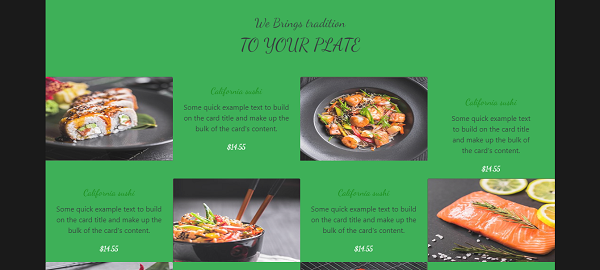 We Brings tradition
TO YOUR PLATE
California sushi
Some quick example text to build
on the card title and make up the
bulk of the card's content.
$14.55
California sushi
Some quick example text
to build on the card title
and make up the bulk of
the card's content.
$14.55
California sushi
Some quick example text to build
on the card title and make up the
bulk of the card's content.
$14.55
California sushi
Some quick example text to build
on the card title and make up the
bulk of the card's content.
$14.55